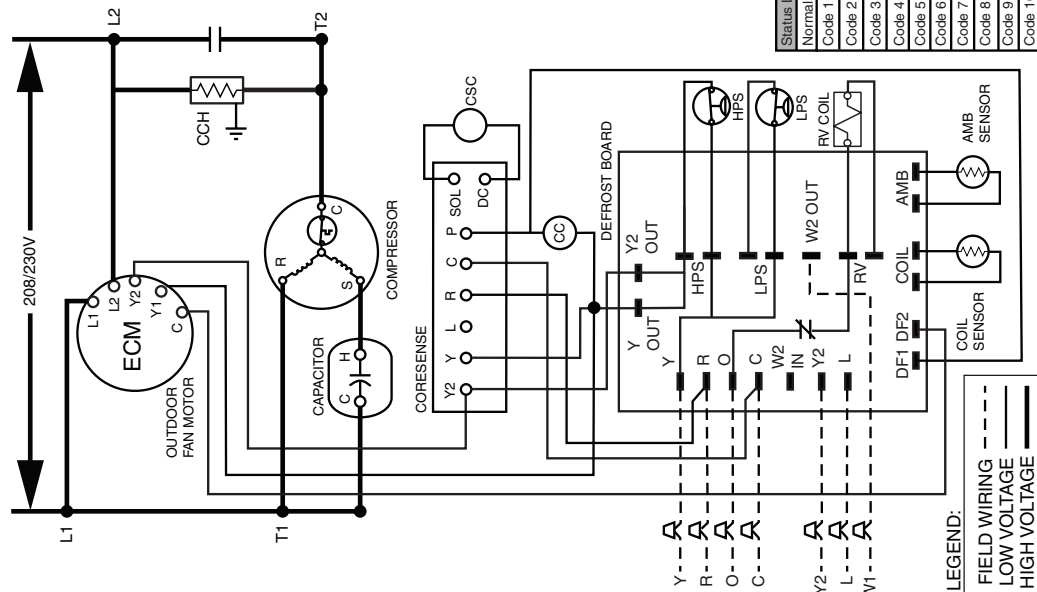 L2
T2
208/230V
CCH
CSC
L1
L2
Y2
Y1
C
ECM
OUTDOOR
FAN MOTOR
R
C
S
COMPRESSOR
CAPACITOR
C
H
CORESENSE
SOL
DC
Y2
Y
L
R
C
P
CC
DEFROST BOARD
Y
OUT
Y2
OUT
HPS
HPS
LPS
LPS
RV COIL
W2 OUT
RV
Y
R
O
C
W2
IN
Y2
L
DF1
DF2
COIL
AMB
COIL
SENSOR
AMB
SENSOR
L1
T1
Y
R
O
C
Y2
L
W1
LEGEND:
FIELD WIRING
LOW VOLTAGE
HIGH VOLTAGE
Status
Normal
Code 1
Code 2
Code 3
Code 4
Code 5
Code 6
Code 7
Code 8
Code 9